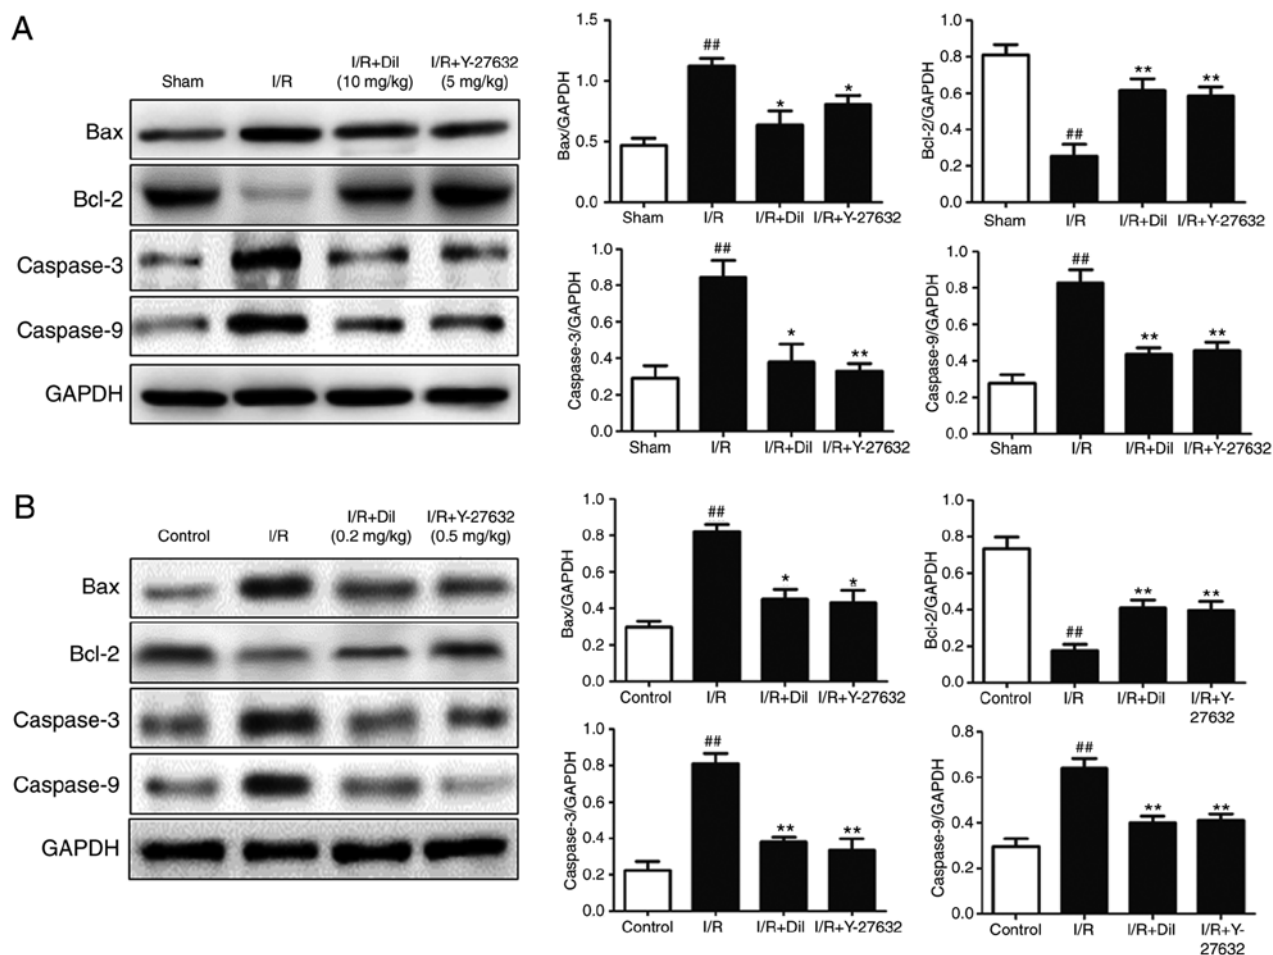 A
Sham
I/R
I/R+Dil
(10 mg/kg)
I/R+Y-27632
(5 mg/kg)
Bax
Bcl-2
Caspase-3
Caspase-9
GAPDH
Bax/GAPDH
1.5
1.0
0.5
0.0
##
*
*
Sham
I/R
I/R+Dil
I/R+Y-27632
Bcl-2/GAPDH
1.0
0.8
0.6
0.4
0.2
0.0
##
**
**
Sham
I/R
I/R+Dil
I/R+Y-27632
Caspase-3/GAPDH
1.0
0.8
0.6
0.4
0.2
0.0
##
*
**
Sham
I/R
I/R+Dil
I/R+Y-27632
Caspase-9/GAPDH
1.0
0.8
0.6
0.4
0.2
0.0
##
**
**
Sham
I/R
I/R+Dil
I/R+Y-27632
B
Control
I/R
I/R+Dil
(0.2 mg/kg)
I/R+Y-27632
(0.5 mg/kg)
Bax
Bcl-2
Caspase-3
Caspase-9
GAPDH
Bax/GAPDH
1.0
0.8
0.6
0.4
0.2
0.0
##
*
*
Control
I/R
I/R+Dil
I/R+Y-27632
Bcl-2/GAPDH
1.0
0.8
0.6
0.4
0.2
0.0
##
**
**
Control
I/R
I/R+Dil
I/R+Y-
27632
Caspase-3/GAPDH
1.0
0.8
0.6
0.4
0.2
0.0
##
**
**
Control
I/R
I/R+Dil
I/R+Y-27632
Caspase-9/GAPDH
0.8
0.6
0.4
0.2
0.0
##
**
**
Control
I/R
I/R+Dil
I/R+Y-
27632